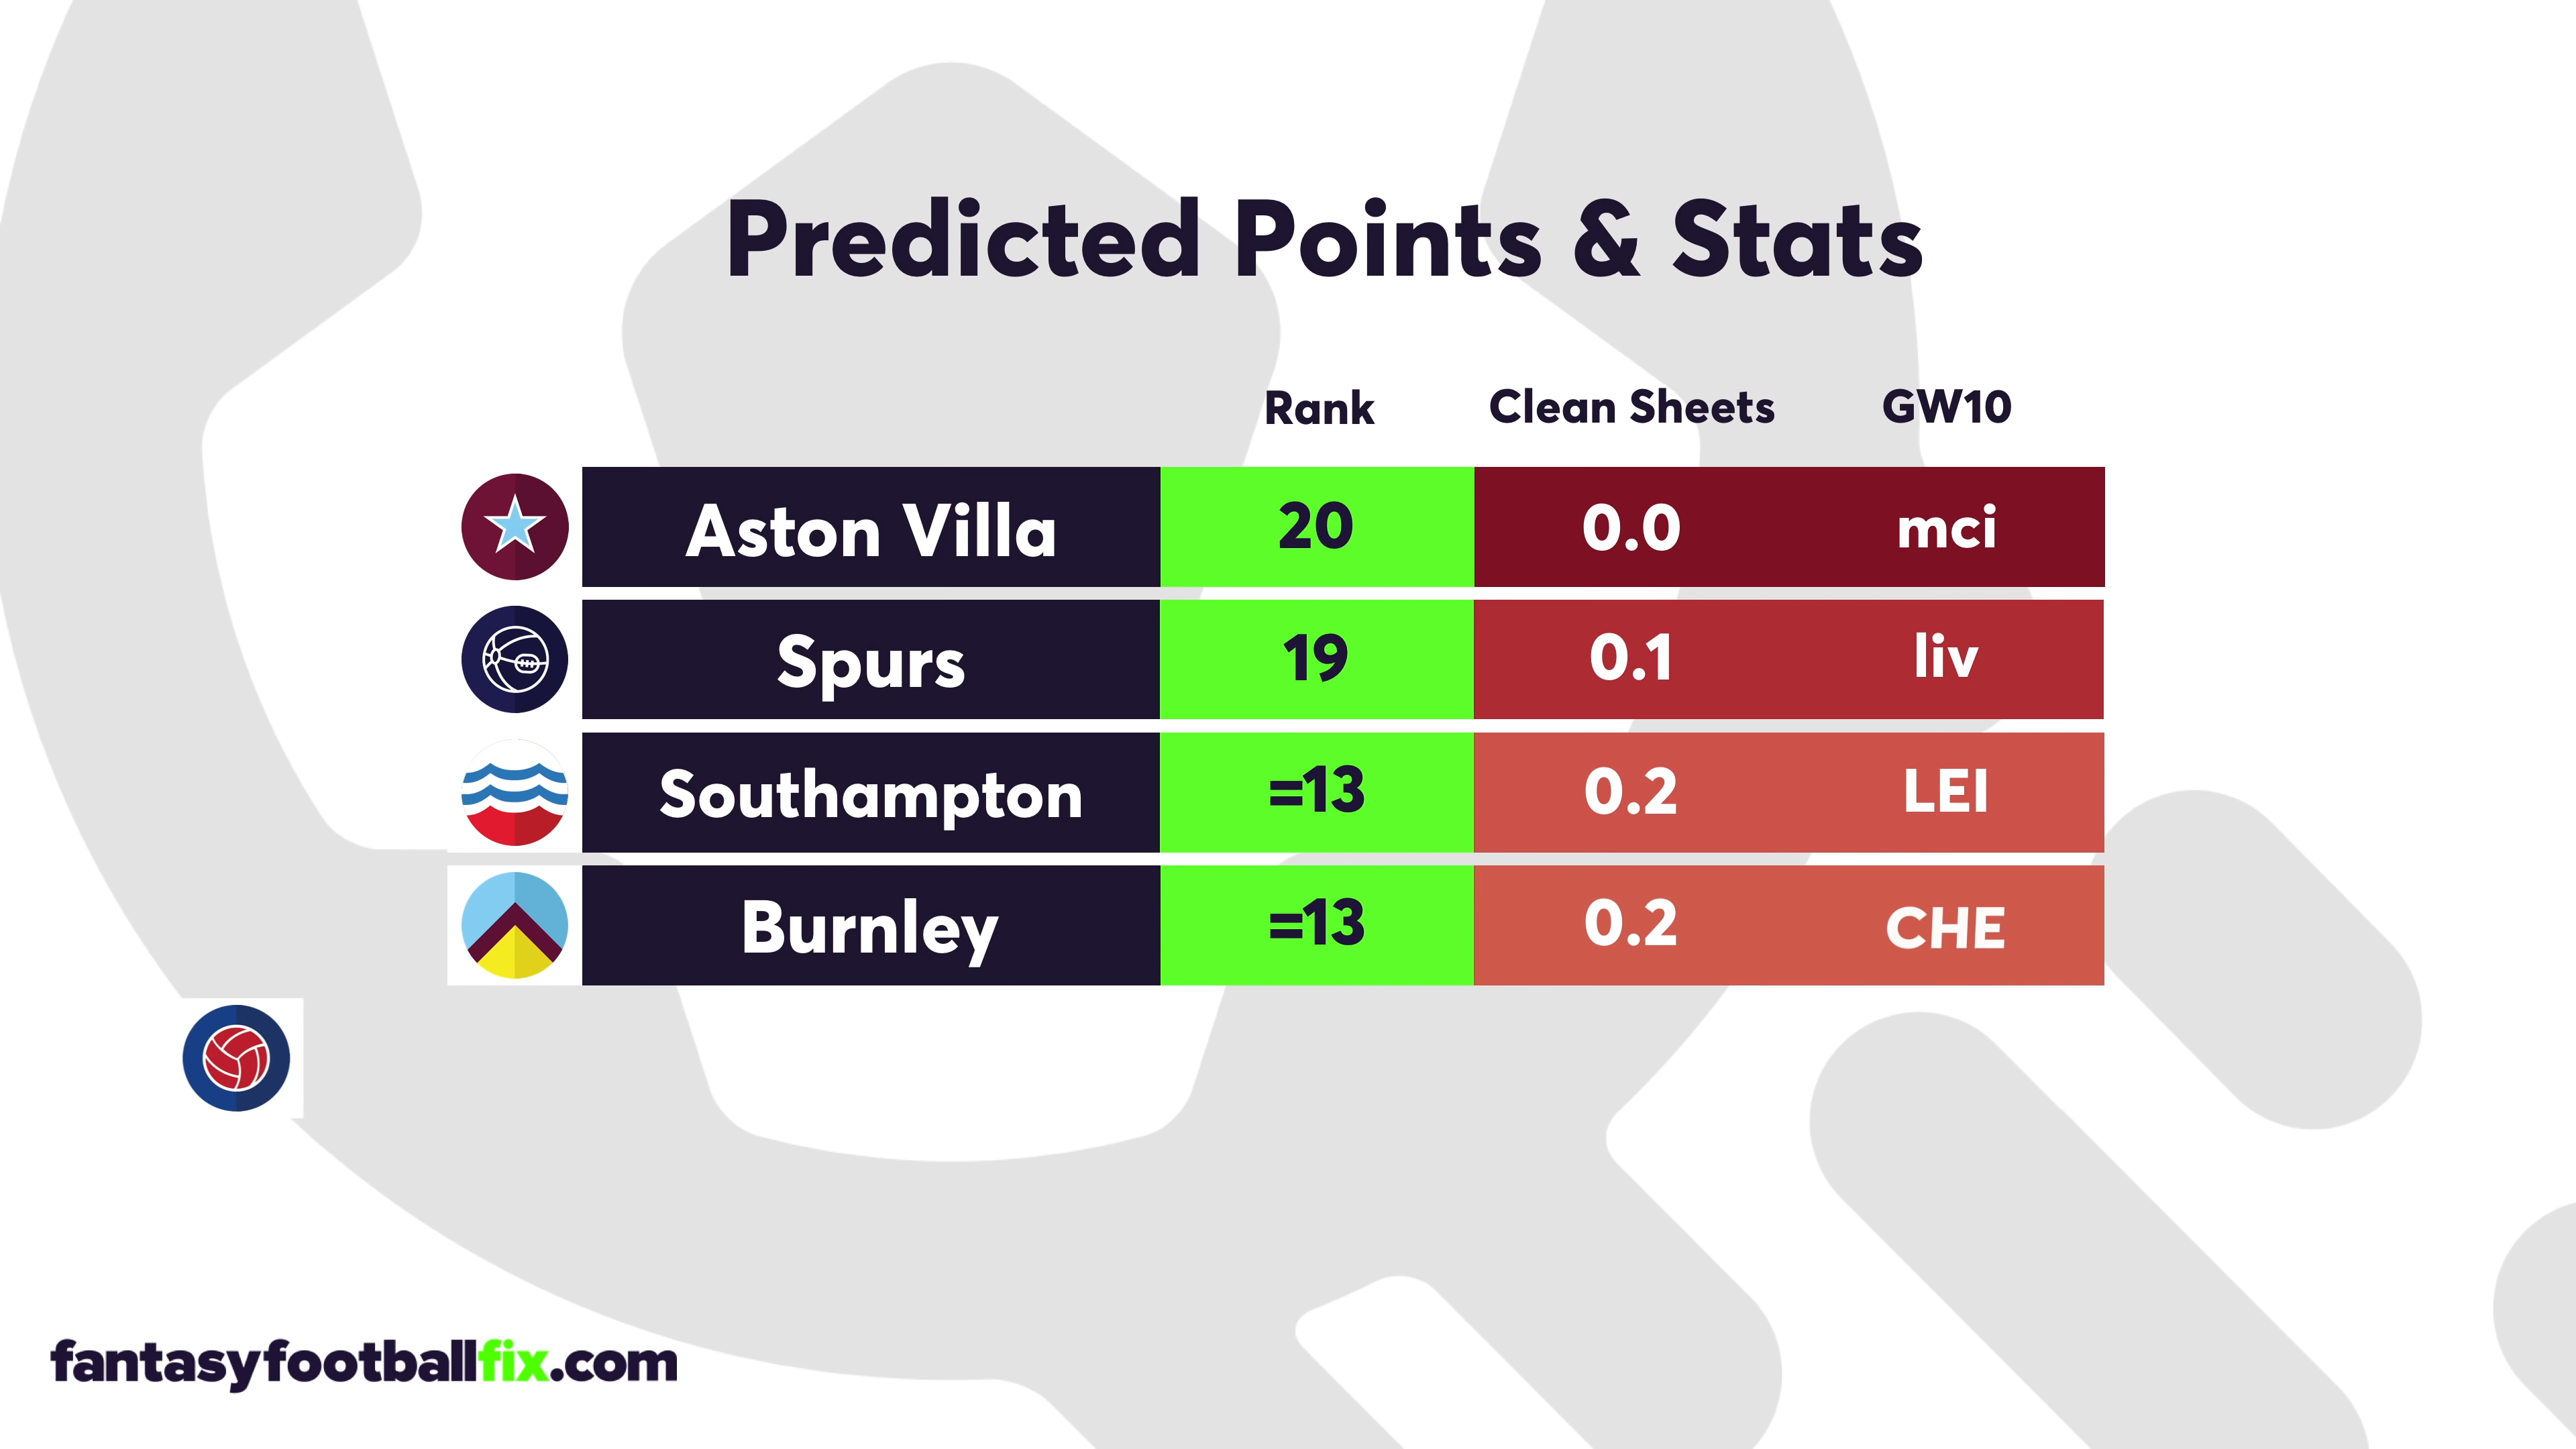 Predicted Points & Stats
Rank Clean Sheets GW10
Aston Villa 20 0.0 mci
Spurs 19 0.1 liv
Southampton =13 0.2 LEI
Burnley =13 0.2 CHE
fantasyfootballfix.com